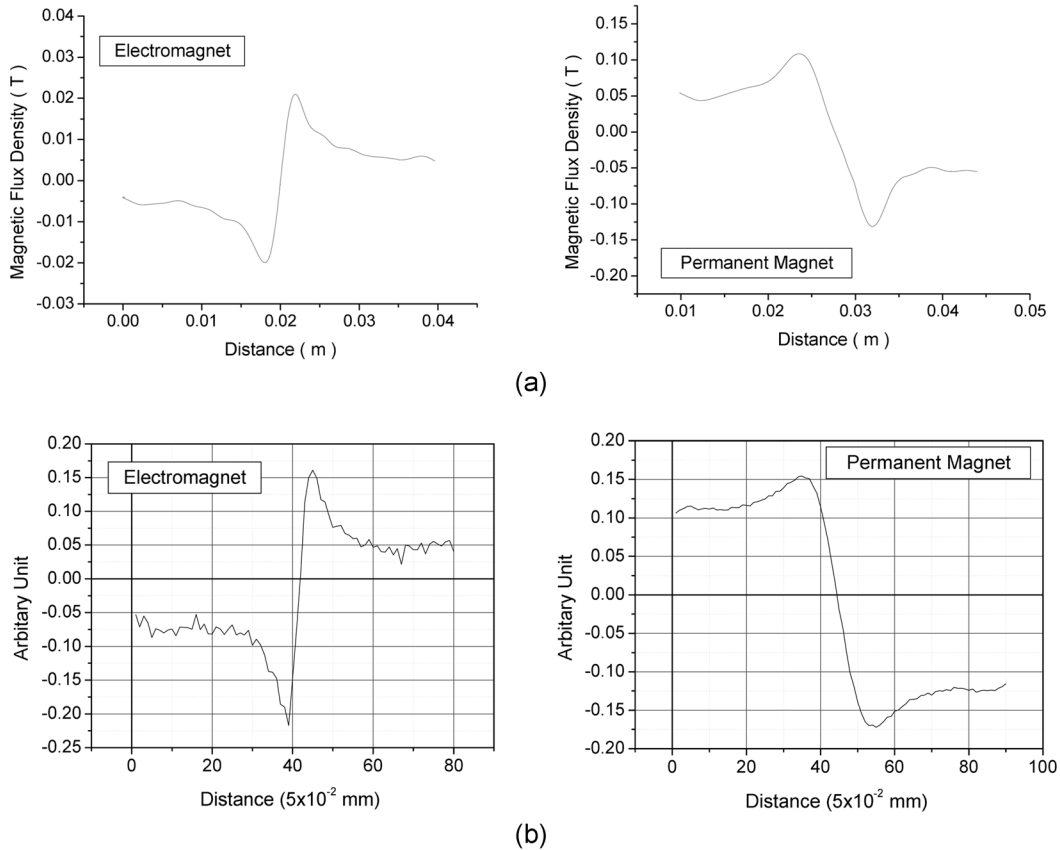 Electromagnet
Magnetic Flux Density ( T )
0.04
0.03
0.02
0.01
0.00
-0.01
-0.02
-0.03
0.00 0.01 0.02 0.03 0.04
Distance ( m )
Permanent Magnet
Magnetic Flux Density ( T )
0.15
0.10
0.05
0.00
-0.05
-0.10
-0.15
-0.20
0.01 0.02 0.03 0.04 0.05
Distance ( m )
(a)
Electromagnet
Arbitary Unit
0.20
0.15
0.10
0.05
0.00
-0.05
-0.10
-0.15
-0.20
-0.25
0 20 40 60 80
Distance (5x10⁻² mm)
Permanent Magnet
Arbitary Unit
0.20
0.15
0.10
0.05
0.00
-0.05
-0.10
-0.15
-0.20
0 20 40 60 80 100
Distance (5x10⁻² mm)
(b)